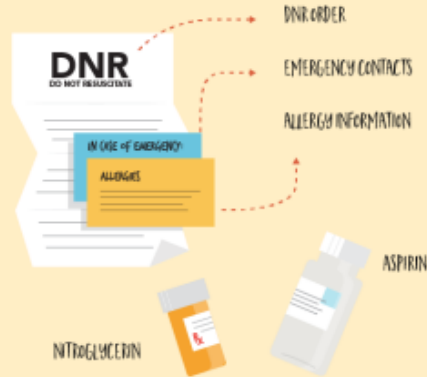 DNR ORDER
DNR
DO NOT RESUSCITATE
EMERGENCY CONTACTS
ALLERGY INFORMATION
IN CASE OF EMERGENCY:
ALLERGIES
ASPIRIN
NITROGLYCERIN